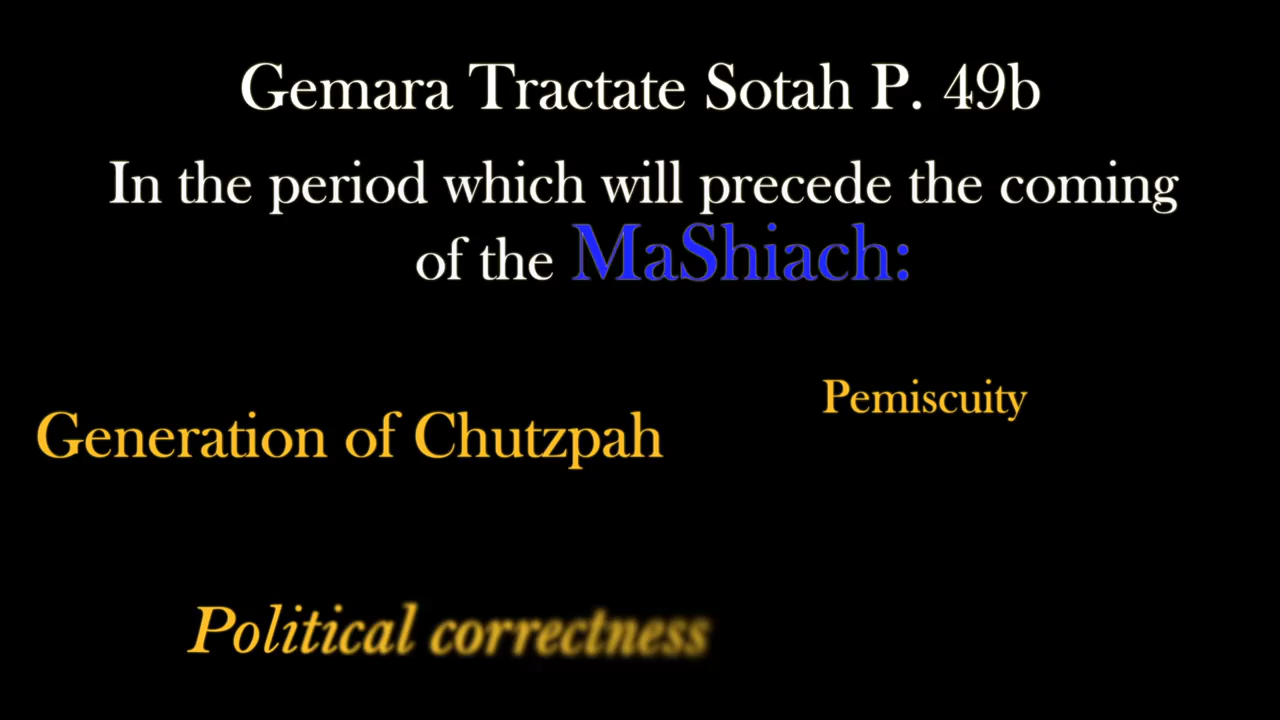 Gemara Tractate Sotah P. 49b
In the period which will precede the coming
of the MaShiach:
Pemiscuity
Generation of Chutzpah
Political correctness